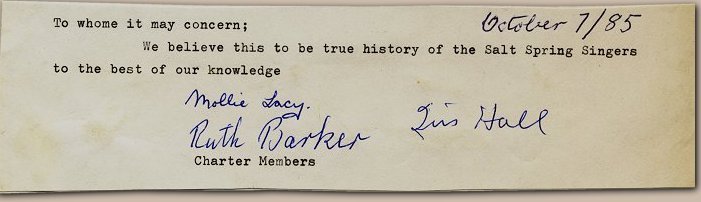 To whome it may concern;
October 7/85
We believe this to be true history of the Salt Spring Singers
to the best of our knowledge
Mollie Lacy.
Ruth Barker
Hall
Charter Members